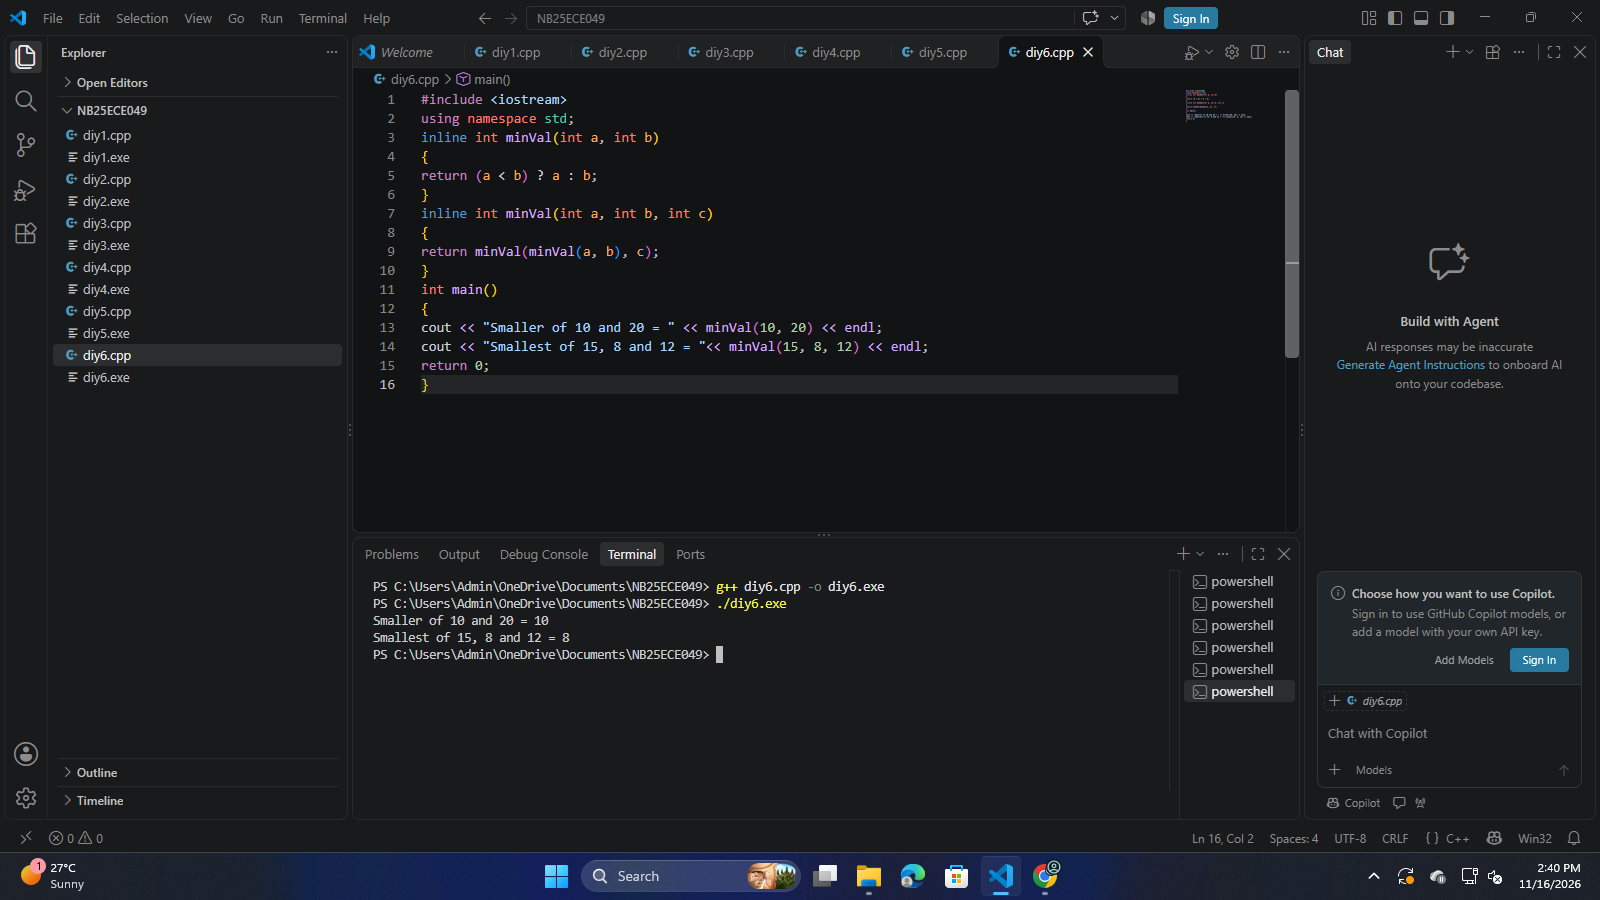 File Edit Selection View Go Run Terminal Help
NB25ECE049
Sign In
Explorer
Open Editors
NB25ECE049
diy1.cpp
diy1.exe
diy2.cpp
diy2.exe
diy3.cpp
diy3.exe
diy4.cpp
diy4.exe
diy5.cpp
diy5.exe
diy6.cpp
diy6.exe
Outline
Timeline
Welcome diy1.cpp diy2.cpp diy3.cpp diy4.cpp diy5.cpp diy6.cpp
diy6.cpp > main()
1 #include <iostream>
2 using namespace std;
3 inline int minVal(int a, int b)
4 {
5 return (a < b) ? a : b;
6 }
7 inline int minVal(int a, int b, int c)
8 {
9 return minVal(minVal(a, b), c);
10 }
11 int main()
12 {
13 cout << "Smaller of 10 and 20 = " << minVal(10, 20) << endl;
14 cout << "Smallest of 15, 8 and 12 = "<< minVal(15, 8, 12) << endl;
15 return 0;
16 }
Problems Output Debug Console Terminal Ports
PS C:\Users\Admin\OneDrive\Documents\NB25ECE049> g++ diy6.cpp -o diy6.exe
PS C:\Users\Admin\OneDrive\Documents\NB25ECE049> ./diy6.exe
Smaller of 10 and 20 = 10
Smallest of 15, 8 and 12 = 8
PS C:\Users\Admin\OneDrive\Documents\NB25ECE049>
powershell
powershell
powershell
powershell
powershell
powershell
Chat
Build with Agent
AI responses may be inaccurate
Generate Agent Instructions to onboard AI
onto your codebase.
Choose how you want to use Copilot.
Sign in to use GitHub Copilot models, or
add a model with your own API key.
Add Models Sign In
diy6.cpp
Chat with Copilot
Models
Copilot
0 0
Ln 16, Col 2 Spaces: 4 UTF-8 CRLF { } C++ Win32
1
27°C
Sunny
Search
2:40 PM
11/16/2026